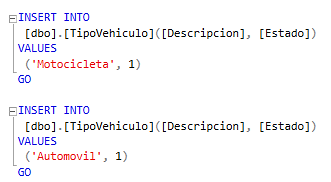 INSERT INTO
[dbo].[TipoVehiculo]([Descripcion], [Estado])
VALUES
('Motocicleta', 1)
GO
INSERT INTO
[dbo].[TipoVehiculo]([Descripcion], [Estado])
VALUES
('Automovil', 1)
GO